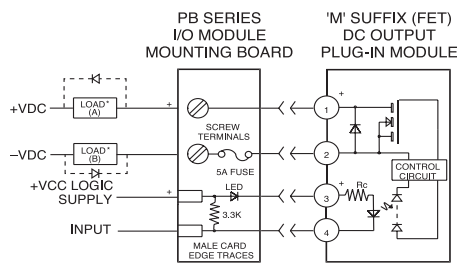 PB SERIES
I/O MODULE
MOUNTING BOARD
'M' SUFFIX (FET)
DC OUTPUT
PLUG-IN MODULE
+VDC
LOAD*
(A)
+
SCREW
TERMINALS
1
+
–VDC
LOAD*
(B)
5A FUSE
2
CONTROL
CIRCUIT
+VCC LOGIC
SUPPLY
+
LED
3
+
Rc
3.3K
INPUT
4
MALE CARD
EDGE TRACES